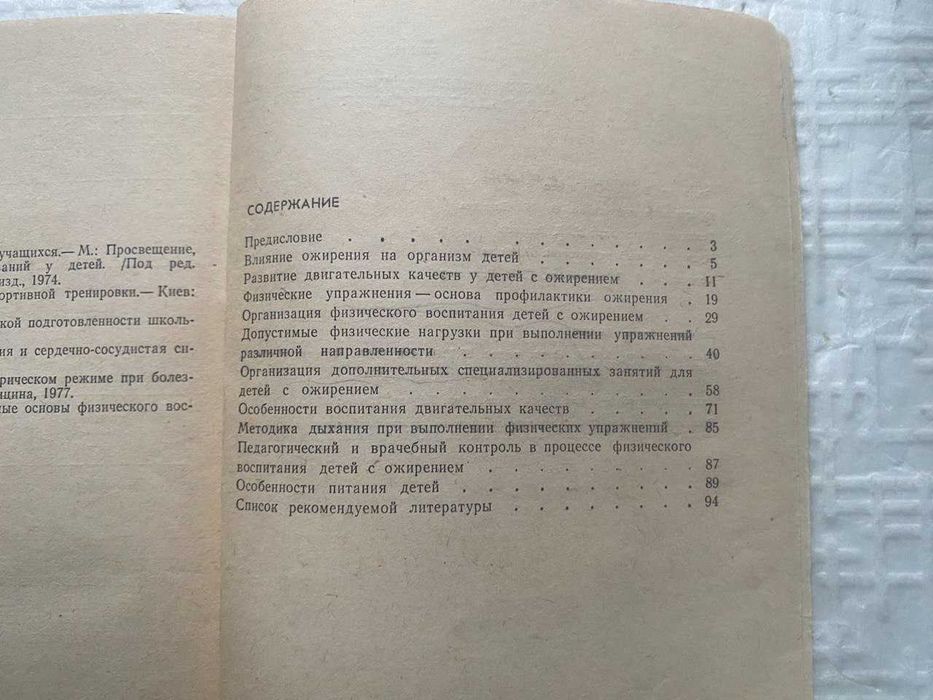 учащихся.— М.: Просвещение,
у детей. /Под ред.
изд., 1974.
тренировки.— Киев:
подготовленности школь-
и сердечно-сосудистая си-
режиме при болез-
1977.
основы физического вос-
СОДЕРЖАНИЕ
Предисловие . . . . . . . . . . . 3
Влияние ожирения на организм детей . . . . . 5
Развитие двигательных качеств у детей с ожирением . . . 11
Физические упражнения — основа профилактики ожирения . 19
Организация физического воспитания детей с ожирением . . 29
Допустимые физические нагрузки при выполнении упражнений
различной направленности . . . . . . . . 40
Организация дополнительных специализированных занятий для
детей с ожирением . . . . . . . . . 58
Особенности воспитания двигательных качеств . . . . . 71
Методика дыхания при выполнении физических упражнений . 85
Педагогический и врачебный контроль в процессе физического
воспитания детей с ожирением . . . . . . . 87
Особенности питания детей . . . . . . . . 89
Список рекомендуемой литературы . . . . . . . 94